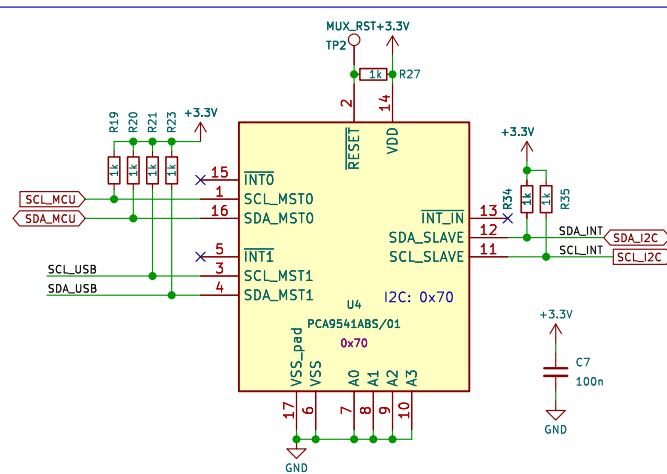 MUX_RST +3.3V
TP2
1k R27
2
14
R19
R20
R21
R23
+3.3V
1k
1k
1k
1k
RESET
VDD
+3.3V
15 INT0
SCL_MCU 1 SCL_MST0
SDA_MCU 16 SDA_MST0
R34
1k
1k
R35
INT_IN 13
SDA_SLAVE 12 SDA_INT SDA_I2C
SCL_SLAVE 11 SCL_INT SCL_I2C
5 INT1
SCL_USB 3 SCL_MST1
SDA_USB 4 SDA_MST1
I2C: 0x70
U4
PCA9541ABS/01
0x70
+3.3V
C7
100n
GND
VSS_pad
VSS
A0
A1
A2
A3
17
6
7
8
9
10
GND